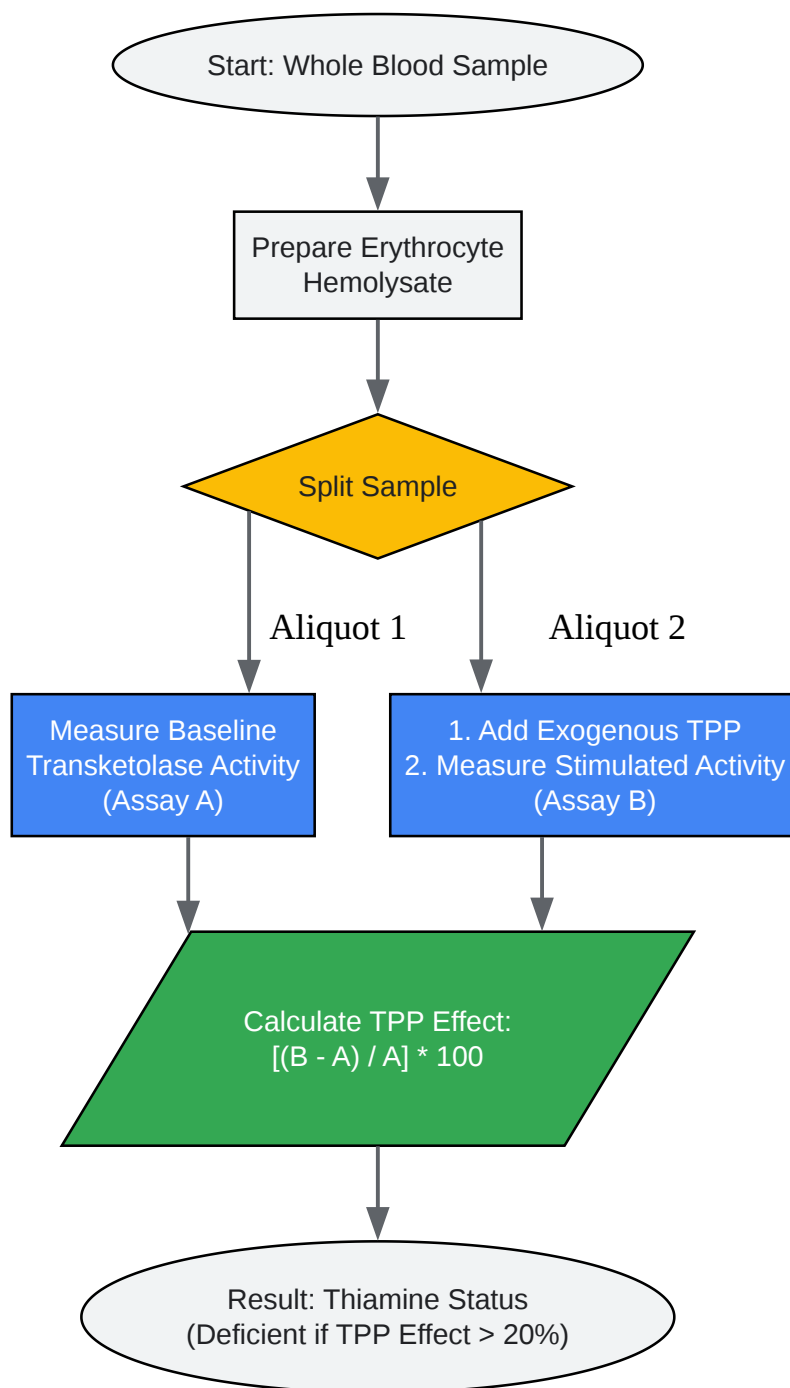 Start: Whole Blood Sample
Prepare Erythrocyte
Hemolysate
Split Sample
Aliquot 1
Aliquot 2
Measure Baseline
Transketolase Activity
(Assay A)
1. Add Exogenous TPP
2. Measure Stimulated Activity
(Assay B)
Calculate TPP Effect:
[(B - A) / A] * 100
Result: Thiamine Status
(Deficient if TPP Effect > 20%)